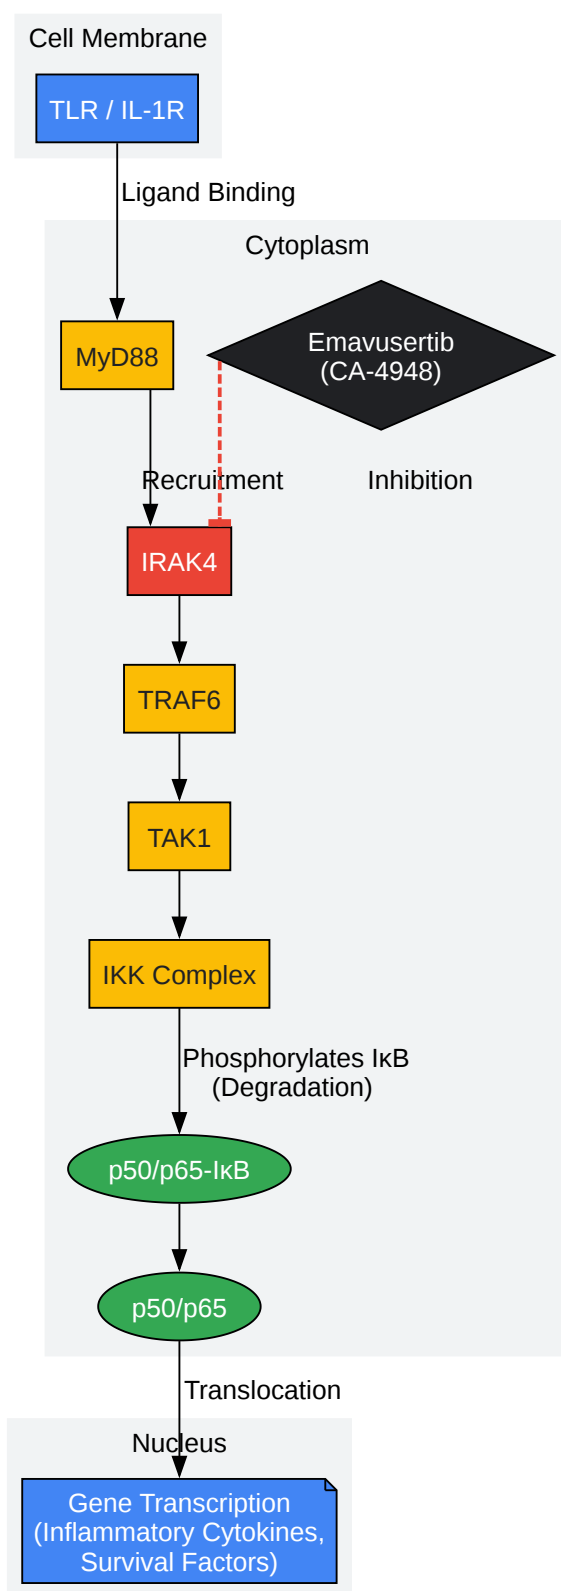 Cell Membrane
TLR / IL-1R
Ligand Binding
Cytoplasm
MyD88
Emavusertib
(CA-4948)
Recruitment
Inhibition
IRAK4
TRAF6
TAK1
IKK Complex
Phosphorylates IκB
(Degradation)
p50/p65-IκB
p50/p65
Translocation
Nucleus
Gene Transcription
(Inflammatory Cytokines,
Survival Factors)